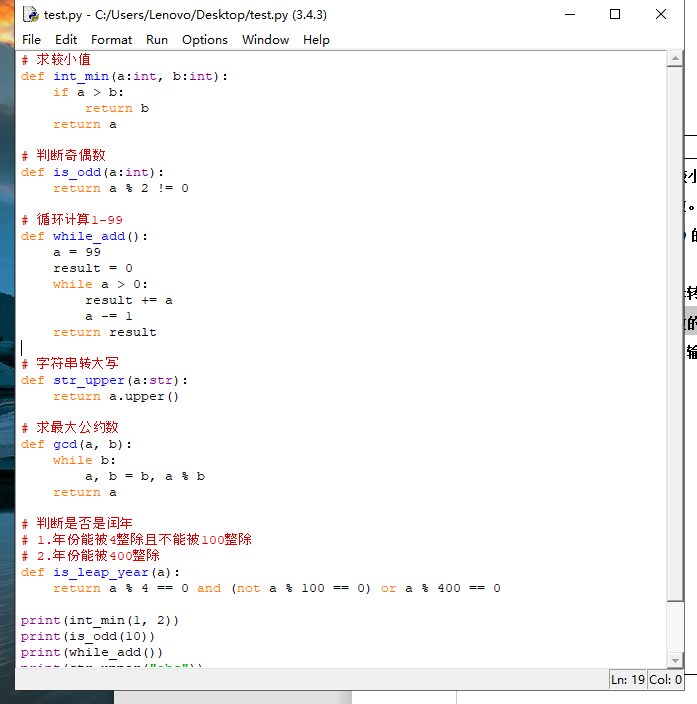 test.py - C:/Users/Lenovo/Desktop/test.py (3.4.3)
File Edit Format Run Options Window Help
# 求较小值
def int_min(a:int, b:int):
    if a > b:
        return b
    return a
# 判断奇偶数
def is_odd(a:int):
    return a % 2 != 0
# 循环计算1-99
def while_add():
    a = 99
    result = 0
    while a > 0:
        result += a
        a -= 1
    return result
# 字符串转大写
def str_upper(a:str):
    return a.upper()
# 求最大公约数
def gcd(a, b):
    while b:
        a, b = b, a % b
    return a
# 判断是否是闰年
# 1.年份能被4整除且不能被100整除
# 2.年份能被400整除
def is_leap_year(a):
    return a % 4 == 0 and (not a % 100 == 0) or a % 400 == 0
print(int_min(1, 2))
print(is_odd(10))
print(while_add())
Ln: 19 Col: 0